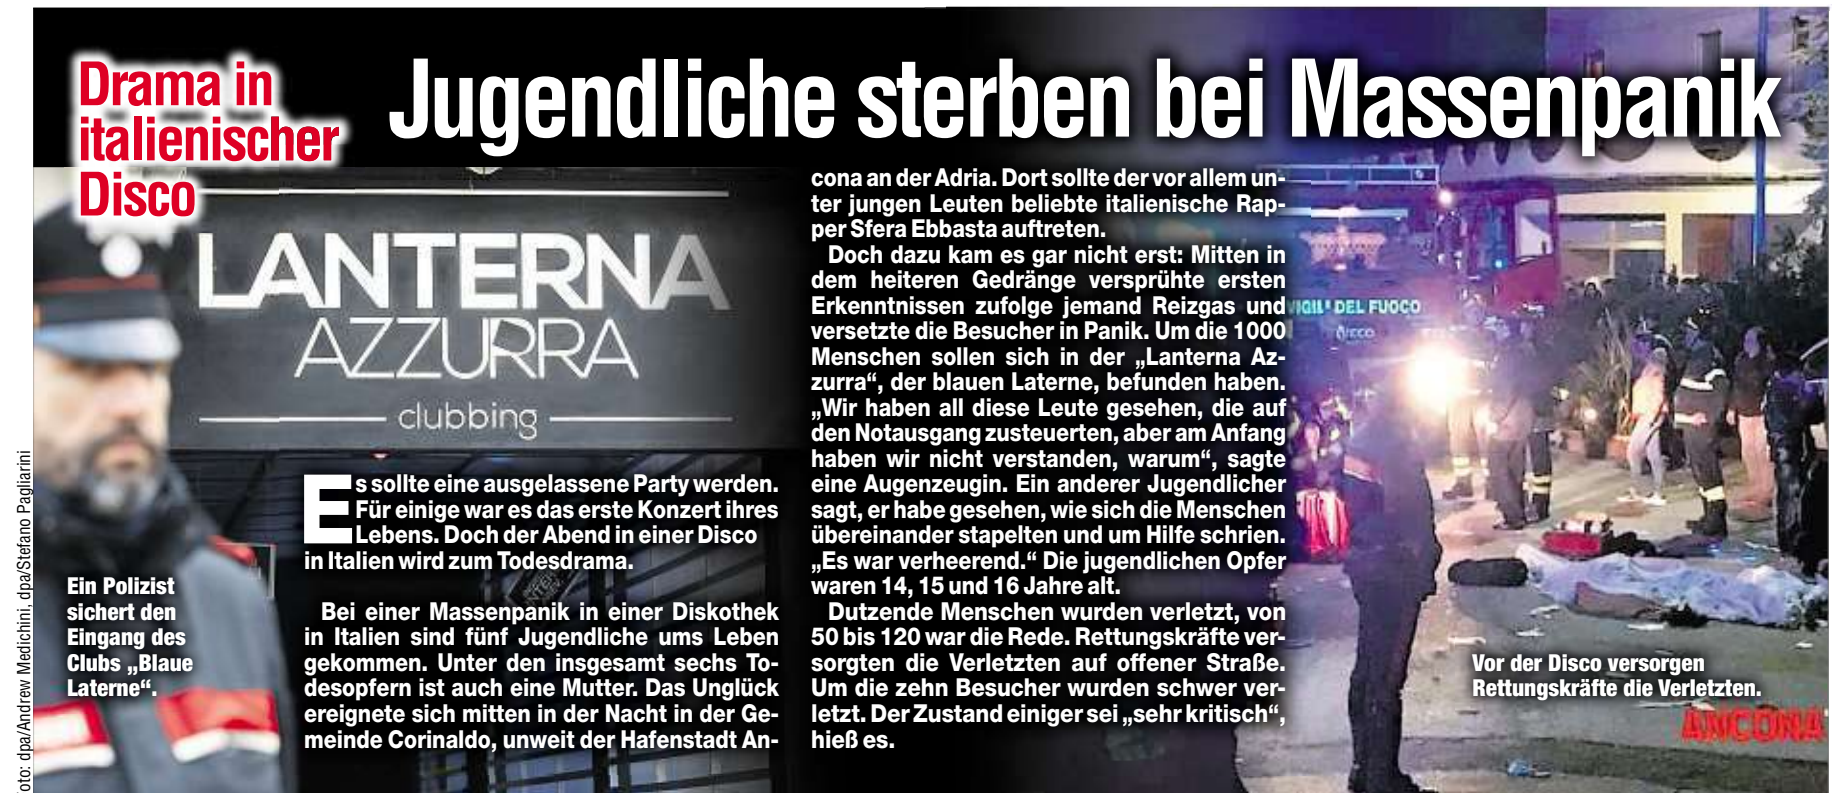 Drama in
italienischer
Disco
Jugendliche sterben bei Massenpanik
LANTERNA
AZZURRA
clubbing
Es sollte eine ausgelassene Party werden.
Für einige war es das erste Konzert ihres
Lebens. Doch der Abend in einer Disco
in Italien wird zum Todesdrama.
Bei einer Massenpanik in einer Diskothek
in Italien sind fünf Jugendliche ums Leben
gekommen. Unter den insgesamt sechs To-
desopfern ist auch eine Mutter. Das Unglück
ereignete sich mitten in der Nacht in der Ge-
meinde Corinaldo, unweit der Hafenstadt An-
cona an der Adria. Dort sollte der vor allem un-
ter jungen Leuten beliebte italienische Rap-
per Sfera Ebbasta auftreten.
Doch dazu kam es gar nicht erst: Mitten in
dem heiteren Gedränge versprühte ersten
Erkenntnissen zufolge jemand Reizgas und
versetzte die Besucher in Panik. Um die 1000
Menschen sollen sich in der „Lanterna Az-
zurra“, der blauen Laterne, befunden haben.
„Wir haben all diese Leute gesehen, die auf
den Notausgang zusteuerten, aber am Anfang
haben wir nicht verstanden, warum“, sagte
eine Augenzeugin. Ein anderer Jugendlicher
sagt, er habe gesehen, wie sich die Menschen
übereinander stapelten und um Hilfe schrien.
„Es war verheerend.“ Die jugendlichen Opfer
waren 14, 15 und 16 Jahre alt.
Dutzende Menschen wurden verletzt, von
50 bis 120 war die Rede. Rettungskräfte ver-
sorgten die Verletzten auf offener Straße.
Um die zehn Besucher wurden schwer ver-
letzt. Der Zustand einiger sei „sehr kritisch“,
hieß es.
Ein Polizist
sichert den
Eingang des
Clubs „Blaue
Laterne“.
VIGILI DEL FUOCO
IVECO
Vor der Disco versorgen
Rettungskräfte die Verletzten.
ANCONA
oto: dpa/Andrew Medichini, dpa/Stefano Pagliarini